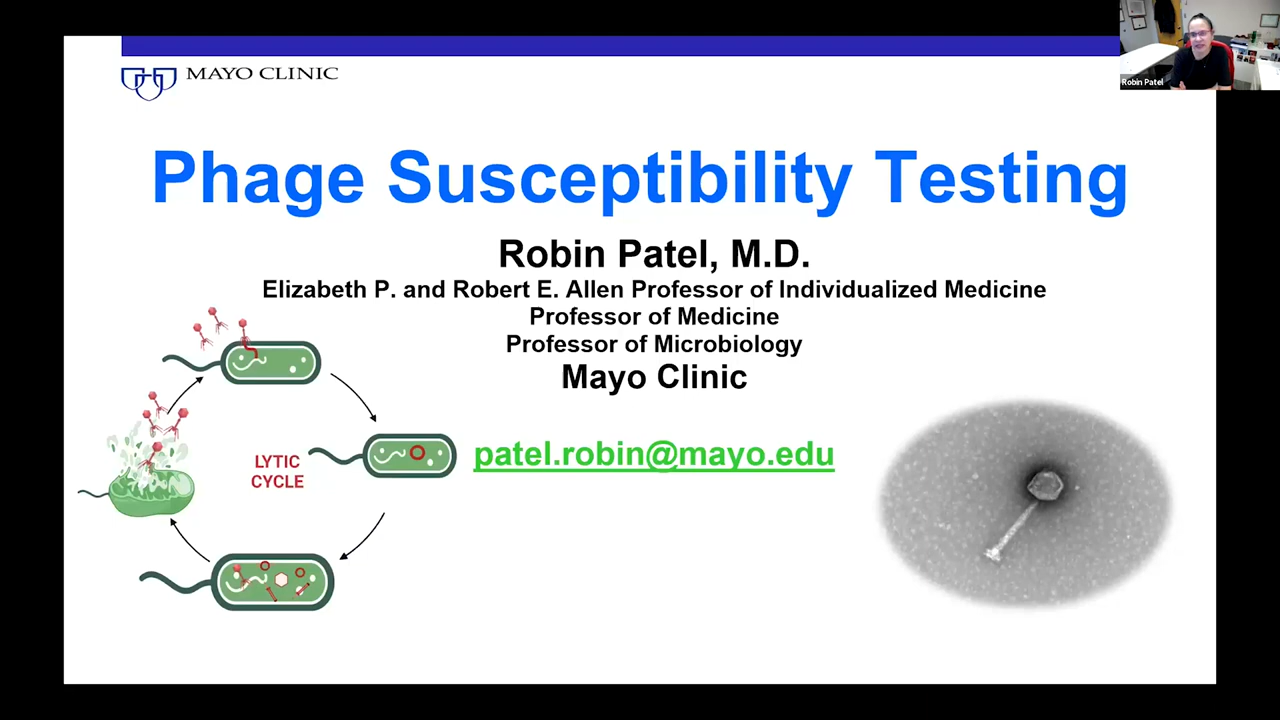 Robin Patel
MAYO CLINIC
Phage Susceptibility Testing
Robin Patel, M.D.
Elizabeth P. and Robert E. Allen Professor of Individualized Medicine
Professor of Medicine
Professor of Microbiology
Mayo Clinic
patel.robin@mayo.edu
LYTIC
CYCLE